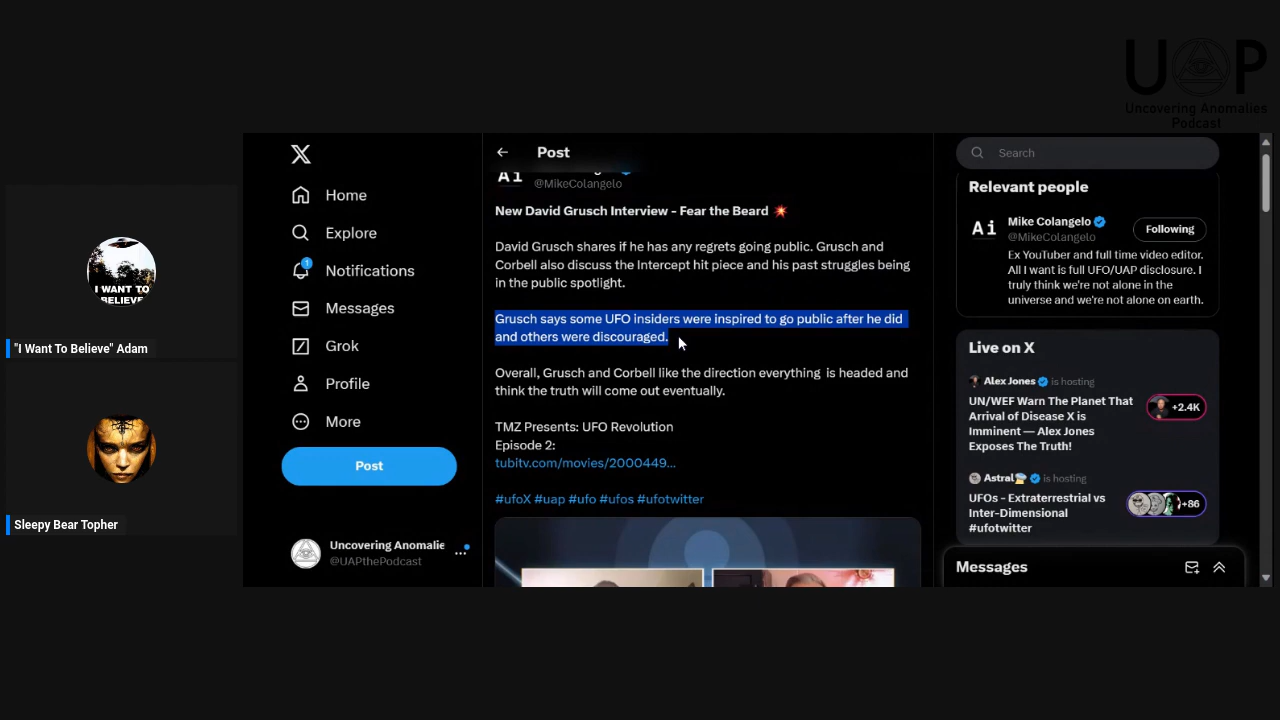 UAP
Uncovering Anomalies
Podcast
I WANT TO
BELIEVE
"I Want To Believe" Adam
Sleepy Bear Topher
X
Home
Explore
1
Notifications
Messages
Grok
Profile
More
Post
Uncovering Anomalie
@UAPthePodcast
...
Post
Ai
@MikeColangelo
New David Grusch Interview - Fear the Beard 💥
David Grusch shares if he has any regrets going public. Grusch and
Corbell also discuss the Intercept hit piece and his past struggles being
in the public spotlight.
Grusch says some UFO insiders were inspired to go public after he did
and others were discouraged.
Overall, Grusch and Corbell like the direction everything is headed and
think the truth will come out eventually.
TMZ Presents: UFO Revolution
Episode 2:
tubitv.com/movies/2000449...
#ufoX #uap #ufo #ufos #ufotwitter
Search
Relevant people
Ai
Mike Colangelo
@MikeColangelo
Following
Ex YouTuber and full time video editor.
All I want is full UFO/UAP disclosure. I
truly think we're not alone in the
universe and we're not alone on earth.
Live on X
Alex Jones is hosting
UN/WEF Warn The Planet That
Arrival of Disease X is
Imminent — Alex Jones
Exposes The Truth!
+2.4K
Astral is hosting
UFOs - Extraterrestrial vs
Inter-Dimensional
#ufotwitter
+86
Messages